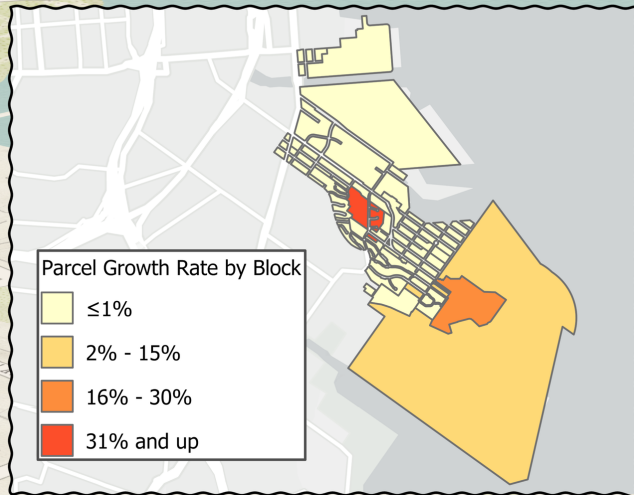 Parcel Growth Rate by Block
≤1%
2% - 15%
16% - 30%
31% and up